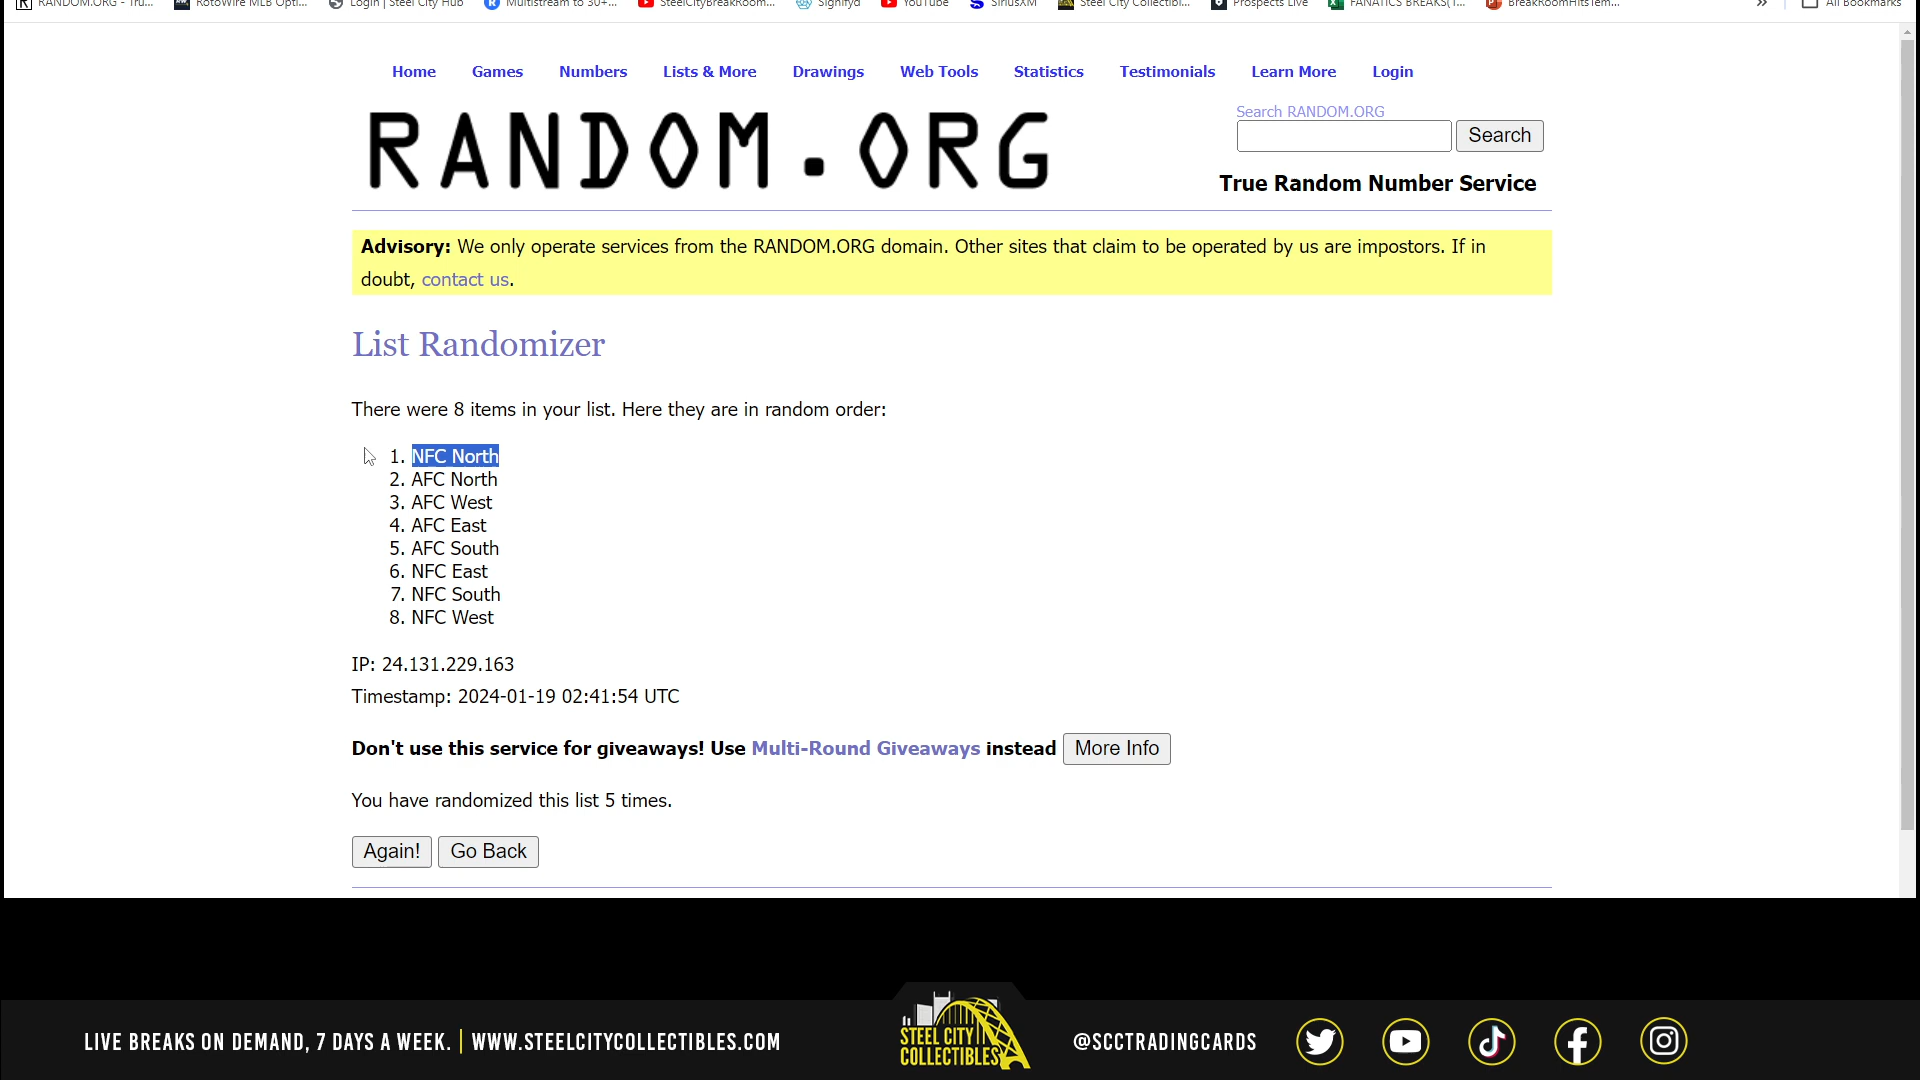 RANDOM.ORG - Tru... RotoWire MLB Opti... Login | Steel City Hub Multistream to 30+... SteelCityBreakRoom... Signifyd YouTube SiriusXM Steel City Collectibl... Prospects Live FANATICS BREAKS(1... BreakRoomHitsTem... » All Bookmarks
Home Games Numbers Lists & More Drawings Web Tools Statistics Testimonials Learn More Login
RANDOM.ORG
Search RANDOM.ORG
Search
True Random Number Service
Advisory: We only operate services from the RANDOM.ORG domain. Other sites that claim to be operated by us are impostors. If in
doubt, contact us.
List Randomizer
There were 8 items in your list. Here they are in random order:
1. NFC North
2. AFC North
3. AFC West
4. AFC East
5. AFC South
6. NFC East
7. NFC South
8. NFC West
IP: 24.131.229.163
Timestamp: 2024-01-19 02:41:54 UTC
Don't use this service for giveaways! Use Multi-Round Giveaways instead More Info
You have randomized this list 5 times.
Again! Go Back
LIVE BREAKS ON DEMAND, 7 DAYS A WEEK. | WWW.STEELCITYCOLLECTIBLES.COM
STEEL CITY
COLLECTIBLES
@SCCTRADINGCARDS